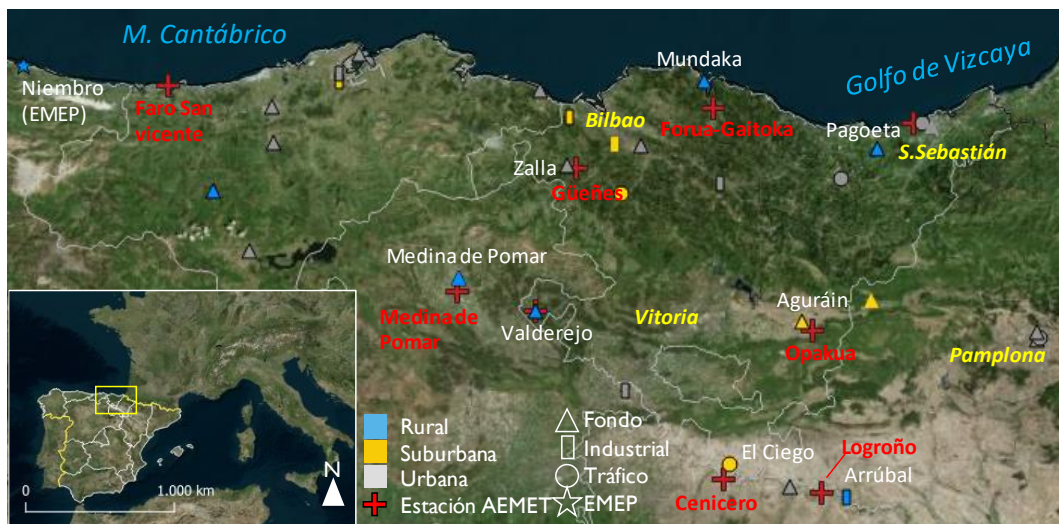 M. Cantábrico
Golfo de Vizcaya
Niembro
(EMEP)
Faro San
vicente
Mundaka
Forua-Gaitoka
Bilbao
Pagoeta
S.Sebastián
Zalla
Güeñes
Medina de Pomar
Medina de
Pomar
Valderejo
Vitoria
Aguráin
Opakua
Pamplona
El Ciego
Cenicero
Logroño
Arrúbal
Rural
Suburbana
Urbana
Estación AEMET
Fondo
Industrial
Tráfico
EMEP
0
1.000 km
N